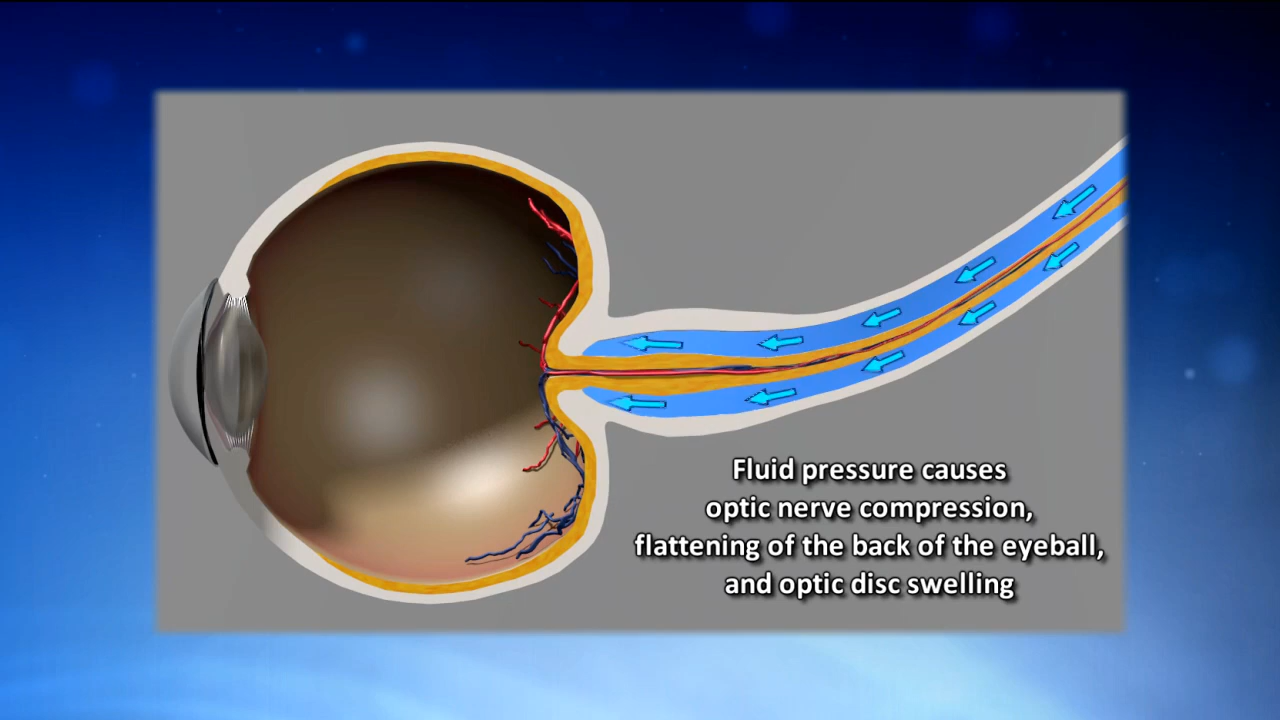 Fluid pressure causes
optic nerve compression,
flattening of the back of the eyeball,
and optic disc swelling